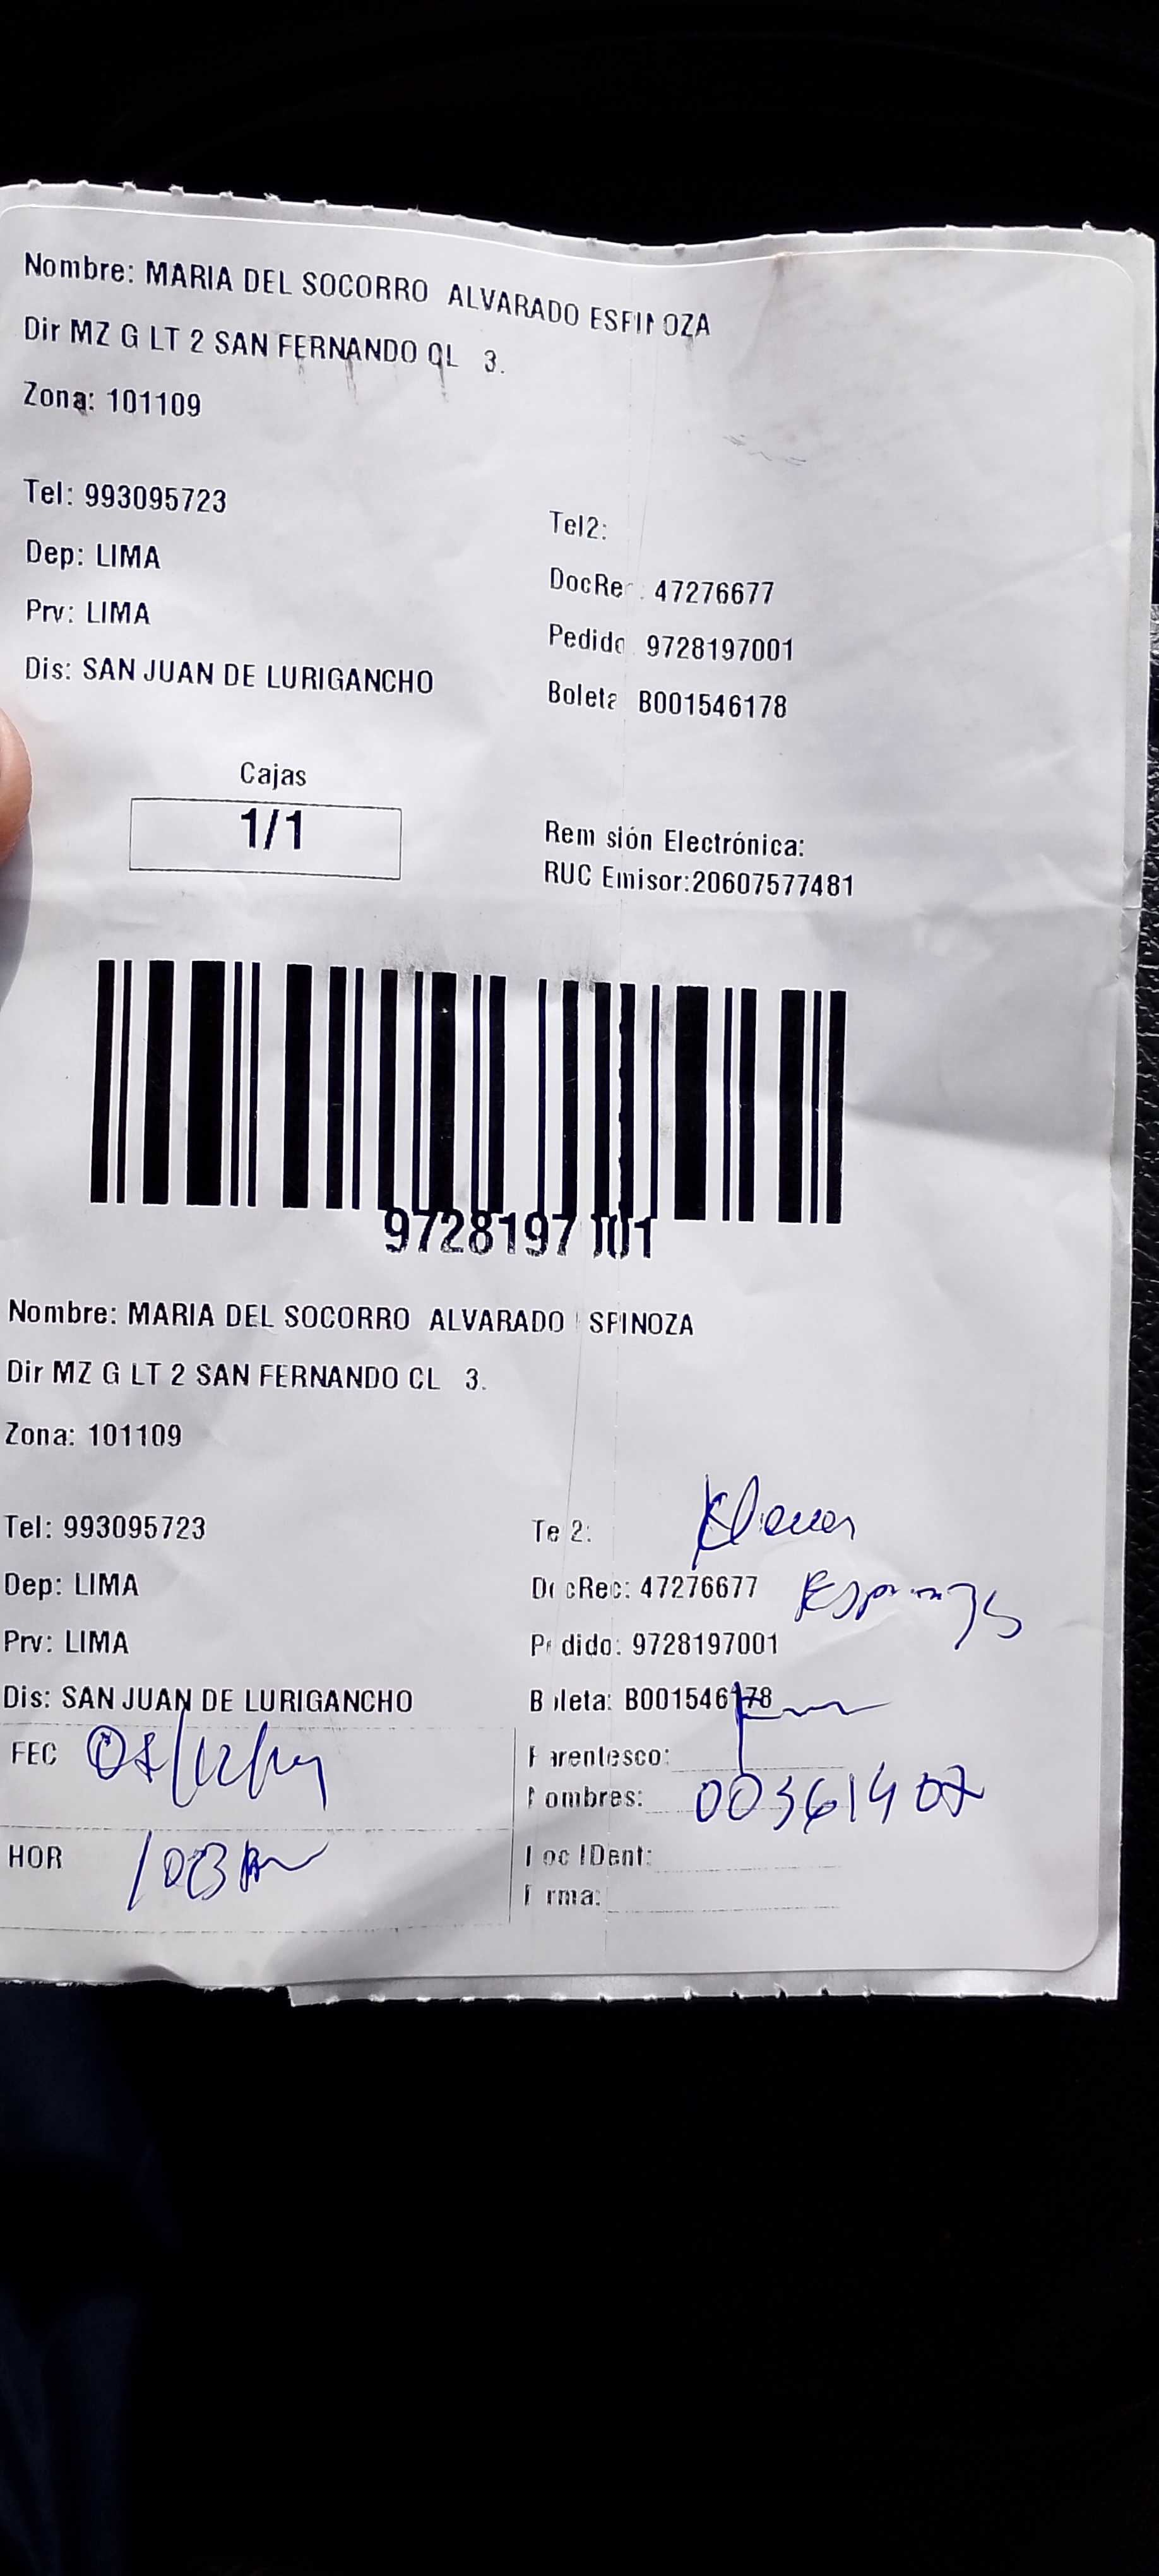 Nombre: MARIA DEL SOCORRO ALVARADO ESPINOZA
Dir MZ G LT 2 SAN FERNANDO CL 3.
Zona: 101109
Tel: 993095723 Tel2:
Dep: LIMA DocRec: 47276677
Prv: LIMA Pedido: 9728197001
Dis: SAN JUAN DE LURIGANCHO Boleta: B001546178
Cajas
1/1
Remisión Electrónica:
RUC Emisor:20607577481
9728197001
Nombre: MARIA DEL SOCORRO ALVARADO ESPINOZA
Dir MZ G LT 2 SAN FERNANDO CL 3.
Zona: 101109
Tel: 993095723 Tel2:
Dep: LIMA DocRec: 47276677 Espinoza
Prv: LIMA Pedido: 9728197001
Dis: SAN JUAN DE LURIGANCHO Boleta: B001546178
FEC Parentesco:
Nombres: 00361407
HOR Doc IDent:
Firma: